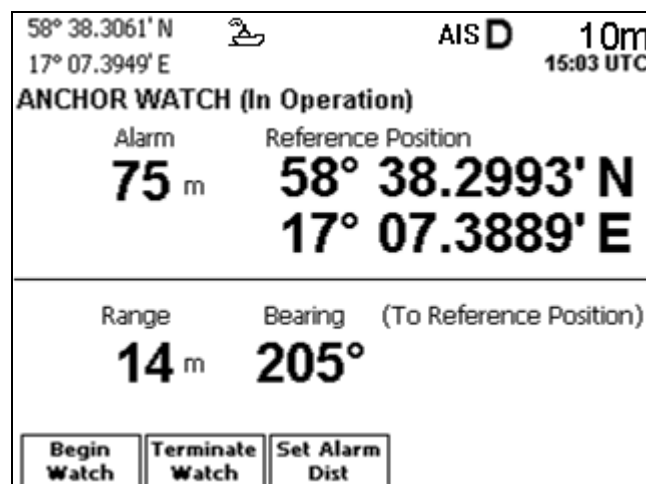 58° 38.3061' N AIS D 10m
17° 07.3949' E 15:03 UTC
ANCHOR WATCH (In Operation)
Alarm Reference Position
75 m 58° 38.2993' N
17° 07.3889' E
Range Bearing (To Reference Position)
14 m 205°
Begin Watch Terminate Watch Set Alarm Dist